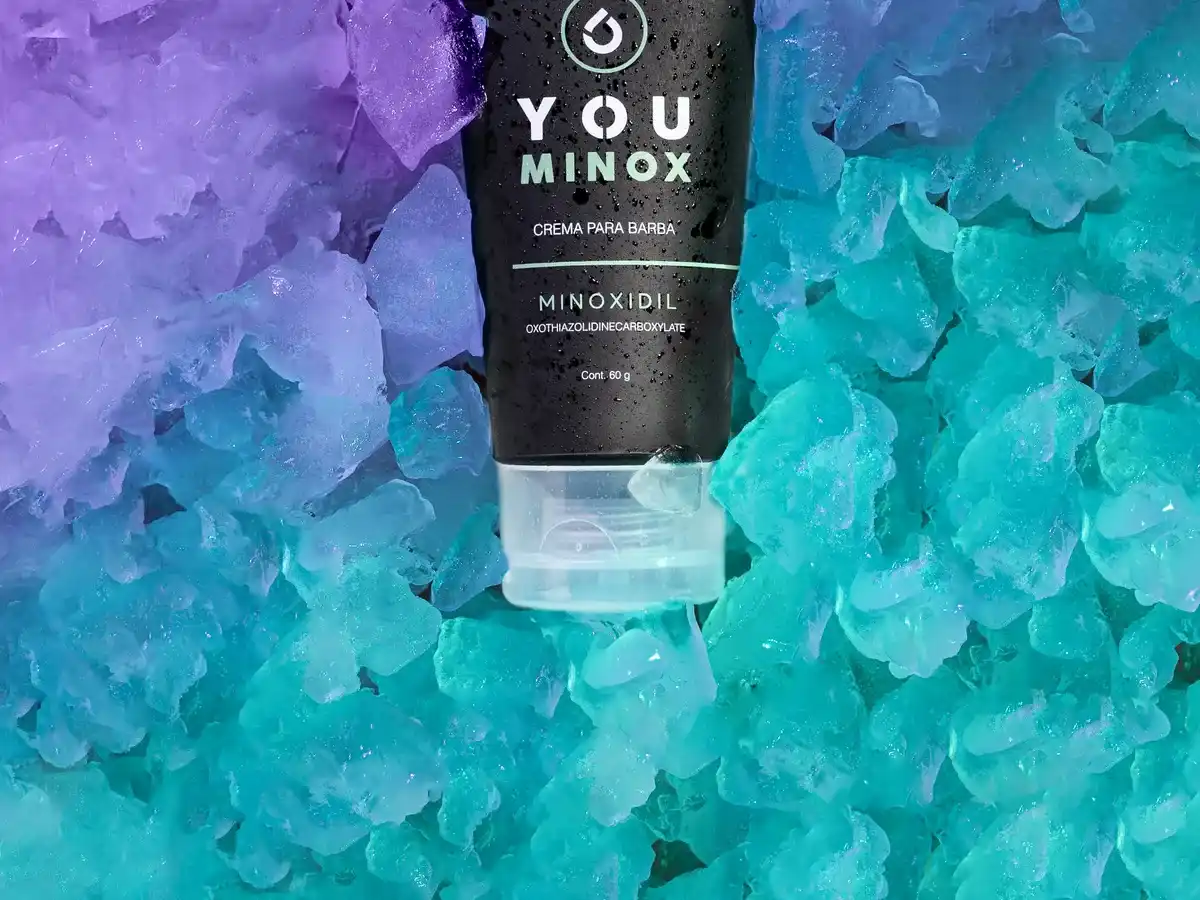 YOU
MINOX
CREMA PARA BARBA
MINOXIDIL
OXOTHIAZOLIDINECARBOXYLATE
Cont. 60 g